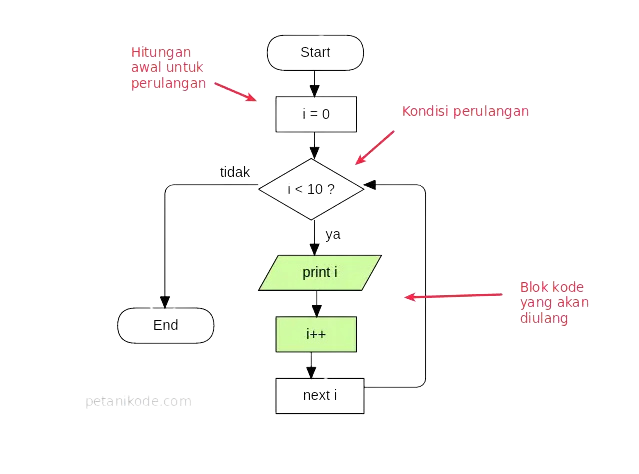 Start
Hitungan
awal untuk
perulangan
i = 0
Kondisi perulangan
tidak
i < 10 ?
ya
print i
Blok kode
yang akan
diulang
End
i++
next i
petanikode.com